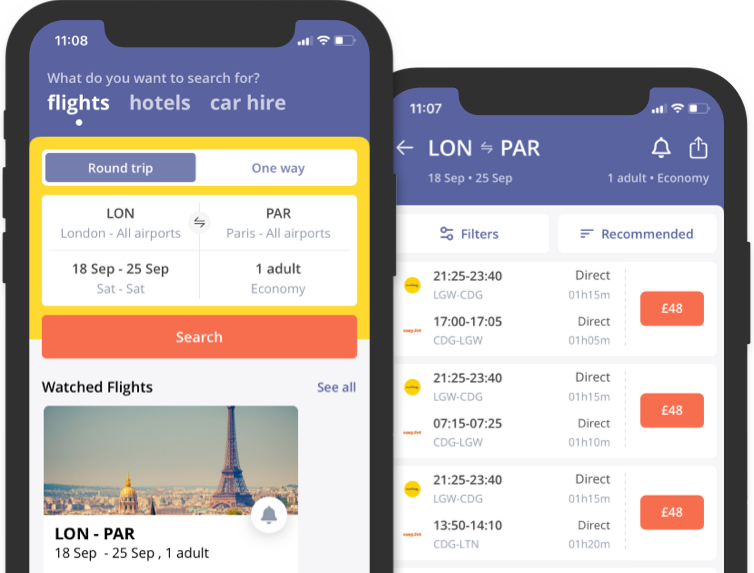 11:08
What do you want to search for?
flights hotels car hire
Round trip One way
LON PAR
London - All airports Paris - All airports
18 Sep - 25 Sep 1 adult
Sat - Sat Economy
Search
Watched Flights See all
LON - PAR
18 Sep - 25 Sep , 1 adult
11:07
LON PAR
18 Sep • 25 Sep 1 adult • Economy
Filters Recommended
21:25-23:40 Direct
LGW-CDG 01h15m
£48
17:00-17:05 Direct
CDG-LGW 01h05m
21:25-23:40 Direct
LGW-CDG 01h15m
£48
07:15-07:25 Direct
CDG-LGW 01h10m
21:25-23:40 Direct
LGW-CDG 01h15m
£48
13:50-14:10 Direct
CDG-LTN 01h20m